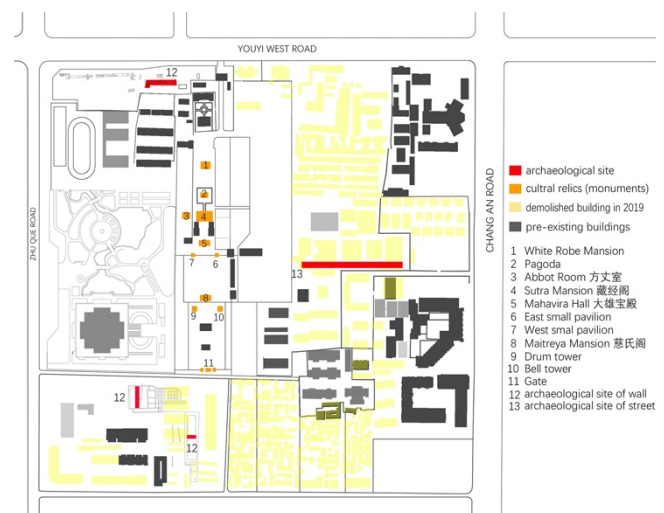 YOUYI WEST ROAD
12
1
2
3
4
5
7
6
13
8
9
10
11
12
12
ZHU QUE ROAD
CHANG AN ROAD
archaeological site
cultral relics (monuments)
demolished building in 2019
pre-existing buildings
1 White Robe Mansion
2 Pagoda
3 Abbot Room 方丈室
4 Sutra Mansion 藏经阁
5 Mahavira Hall 大雄宝殿
6 East small pavilion
7 West smal pavilion
8 Maitreya Mansion 慈氏阁
9 Drum tower
10 Bell tower
11 Gate
12 archaeological site of wall
13 archaeological site of street